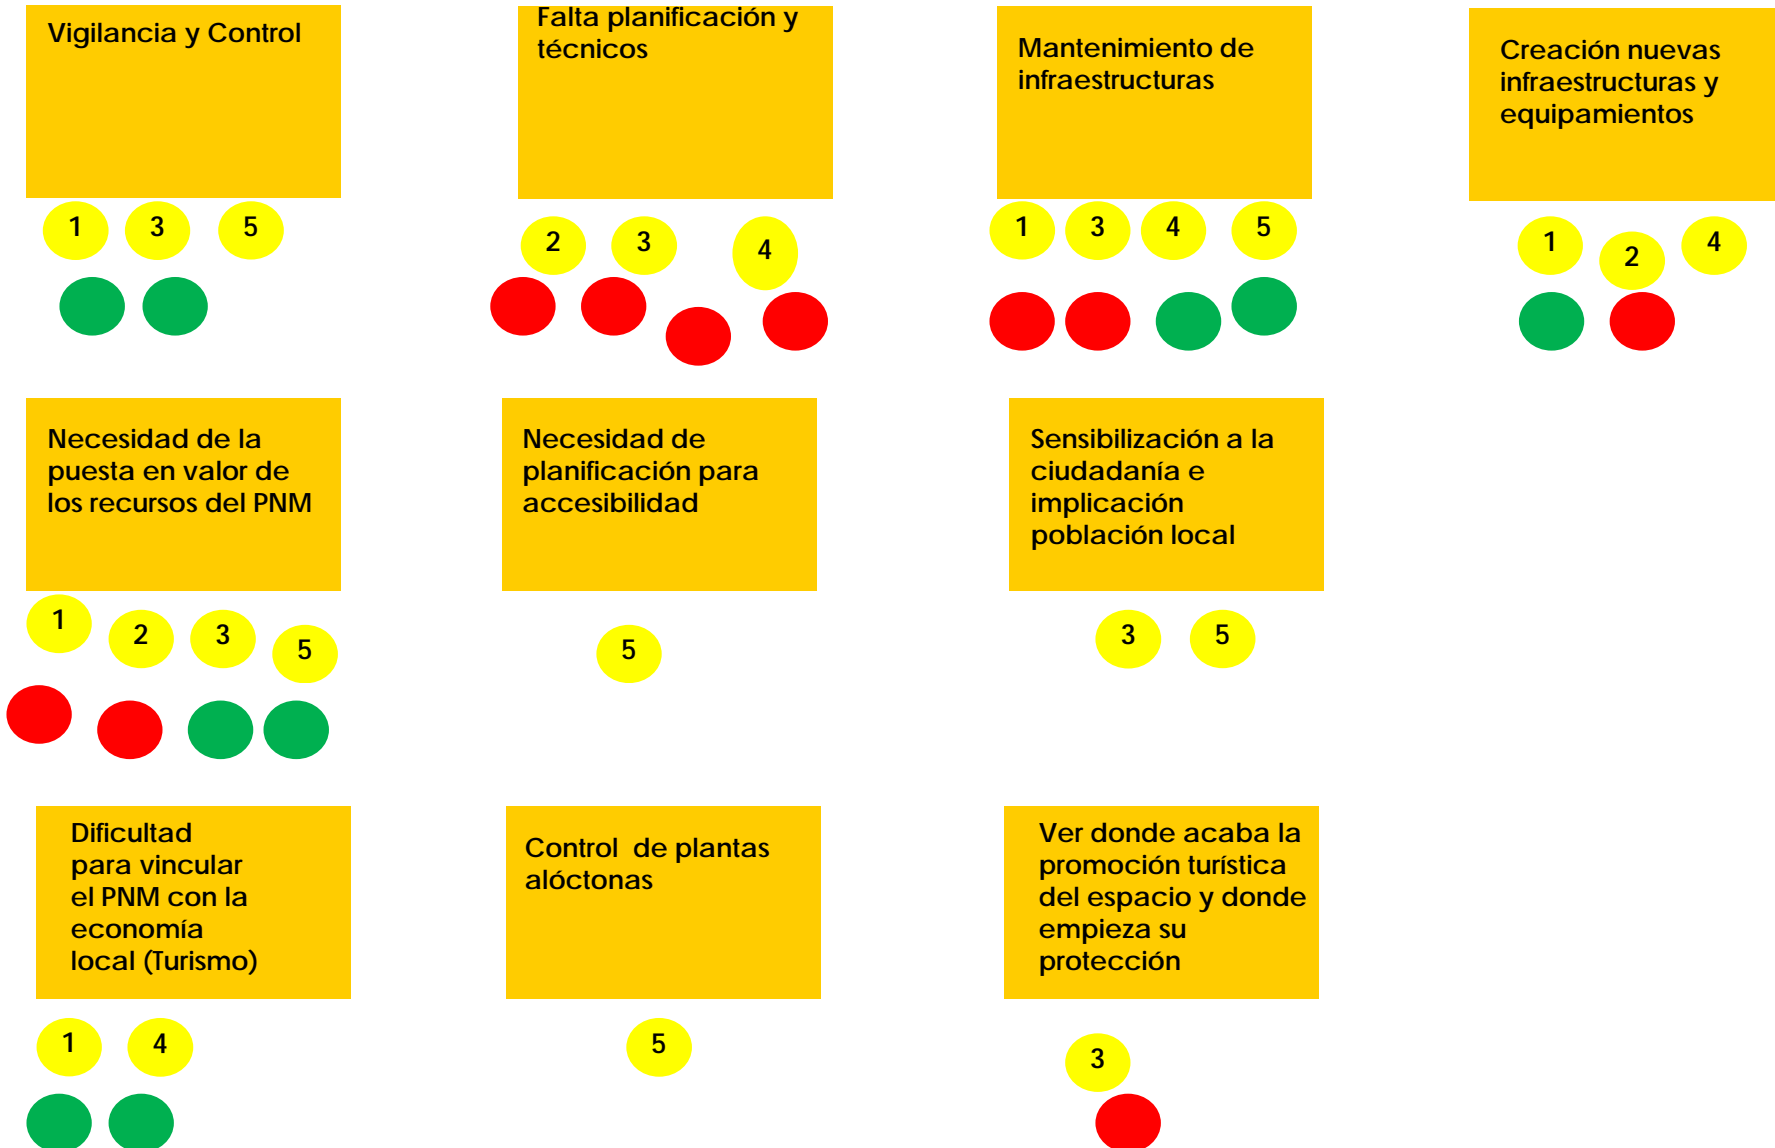 Vigilancia y Control
Falta planificación y
técnicos
Mantenimiento de
infraestructuras
Creación nuevas
infraestructuras y
equipamientos
1 3 5
2 3 4
1 3 4 5
1 2 4
Necesidad de la
puesta en valor de
los recursos del PNM
Necesidad de
planificación para
accesibilidad
Sensibilización a la
ciudadanía e
implicación
población local
1 2 3 5
5
3 5
Dificultad
para vincular
el PNM con la
economía
local (Turismo)
Control de plantas
alóctonas
Ver donde acaba la
promoción turística
del espacio y donde
empieza su
protección
1 4
5
3